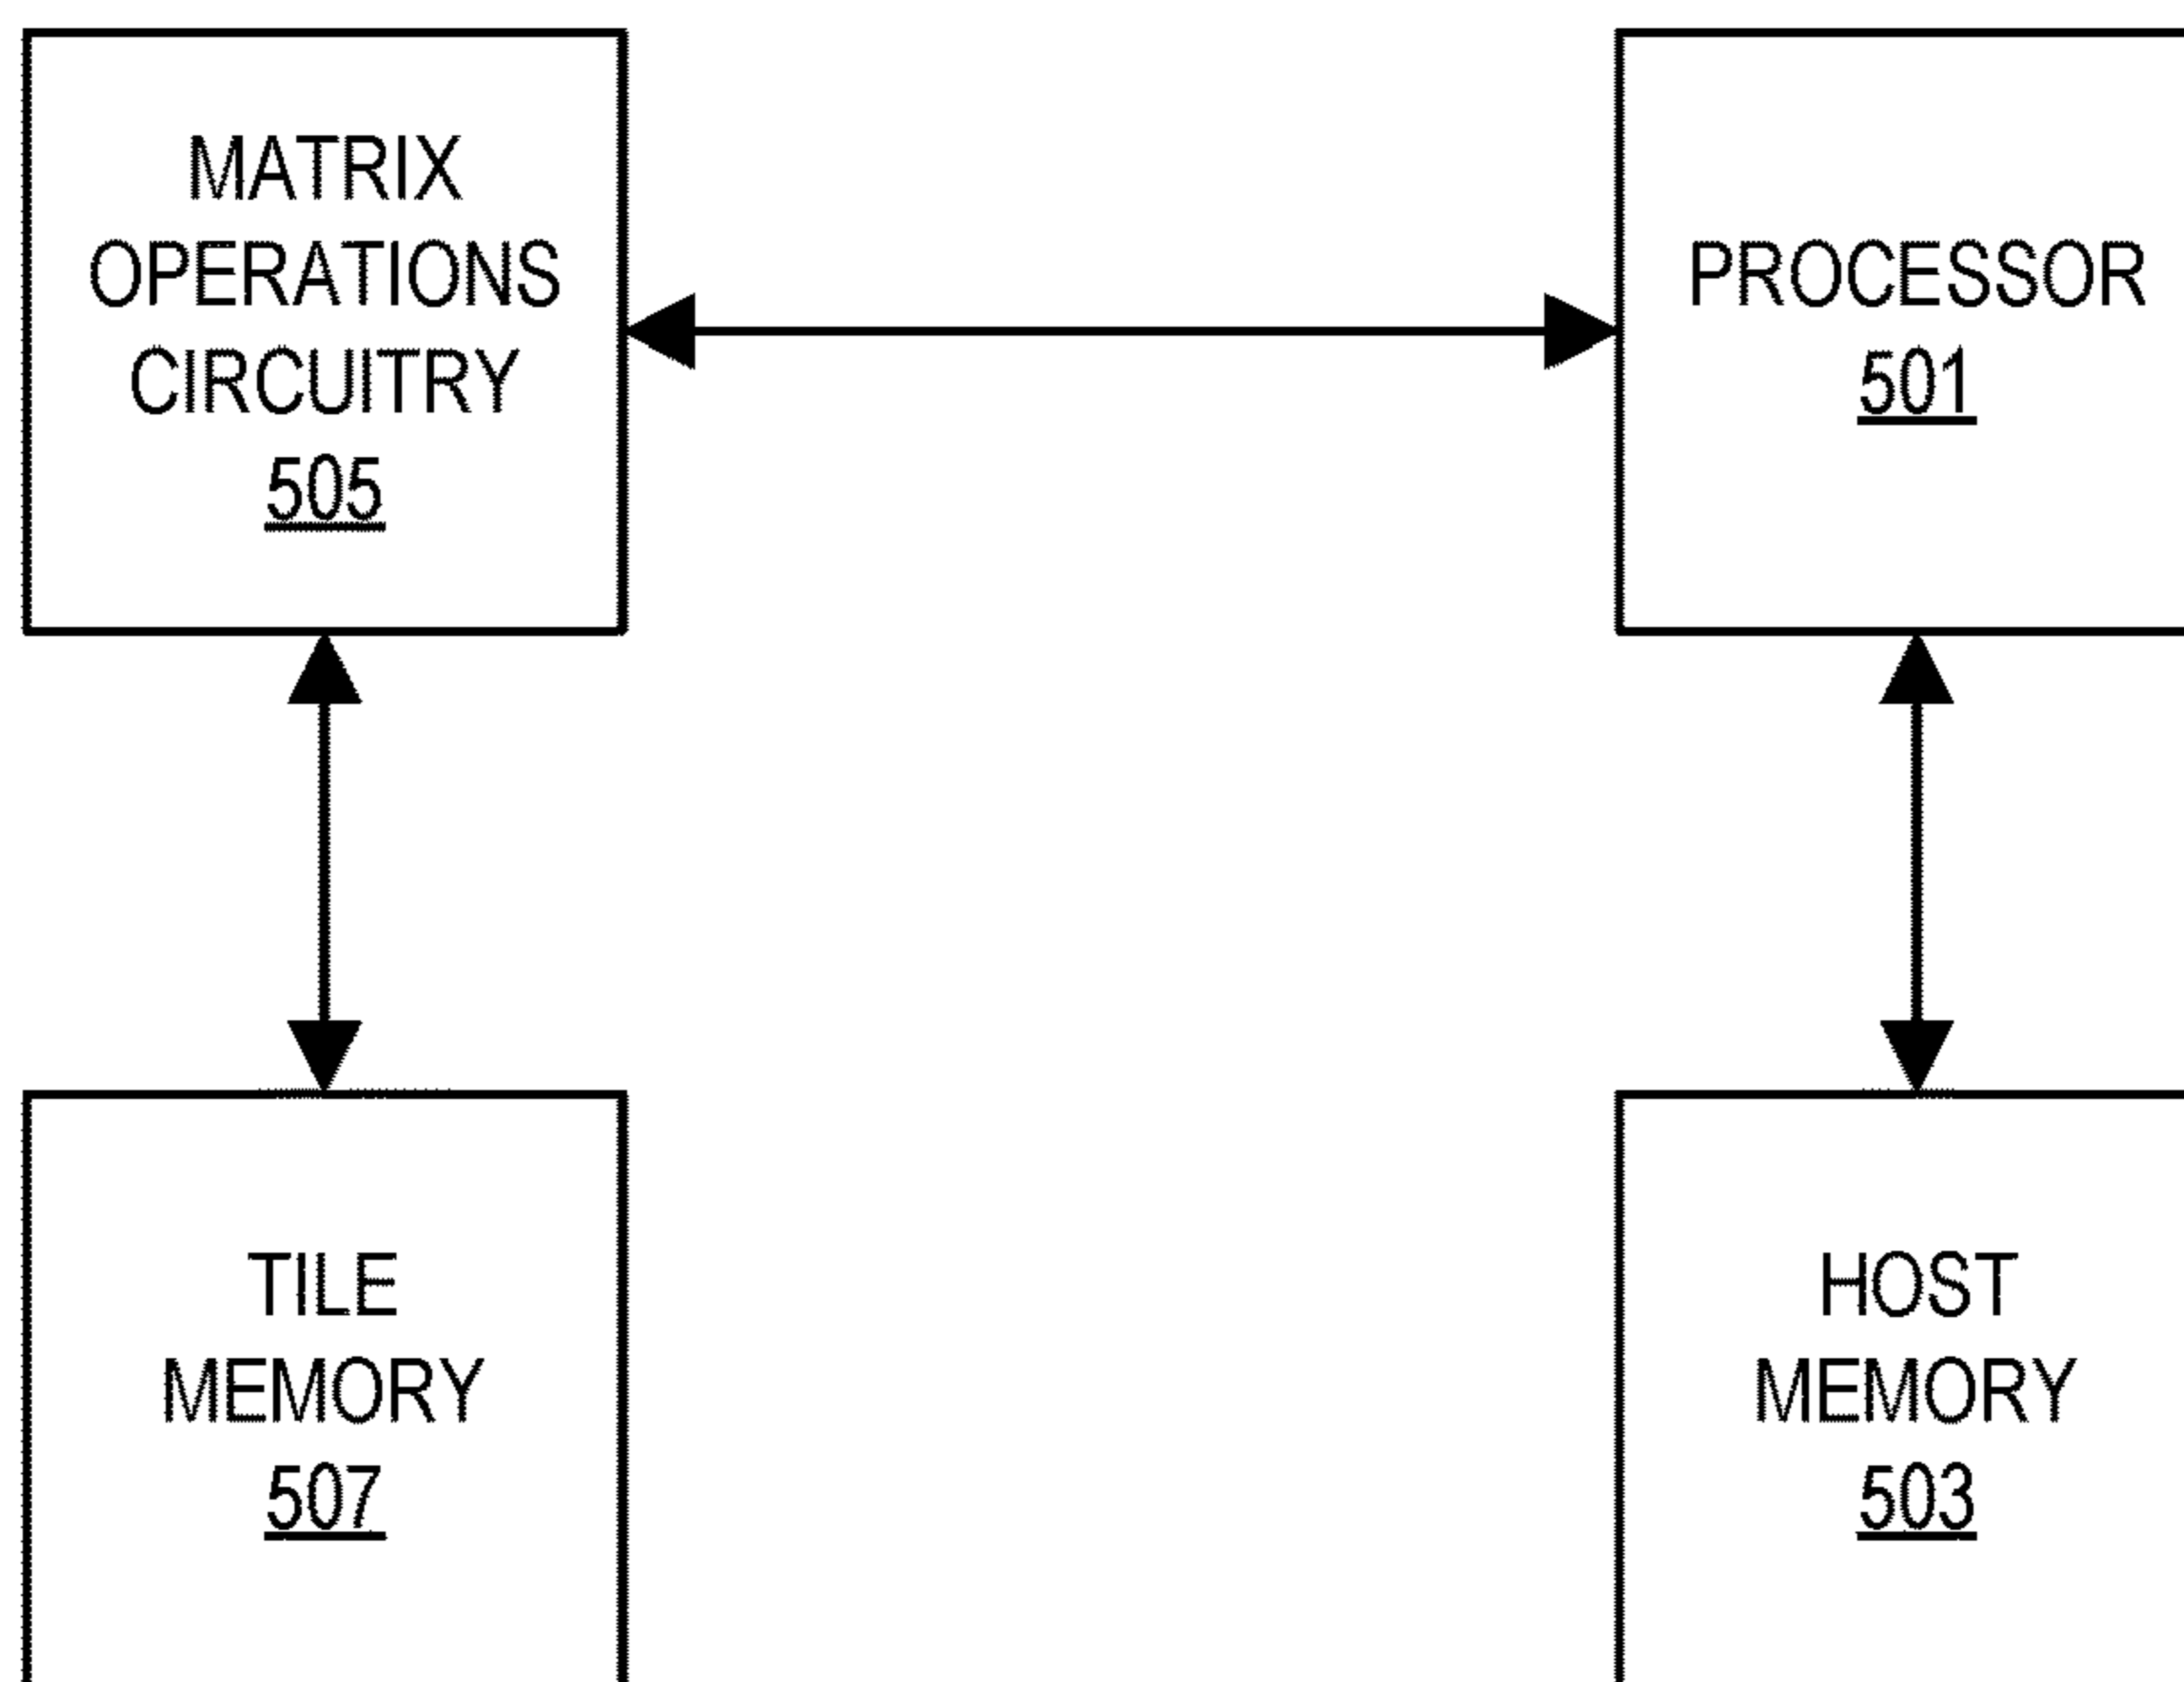 MATRIX
OPERATIONS
CIRCUITRY
505
PROCESSOR
501
TILE
MEMORY
507
HOST
MEMORY
503